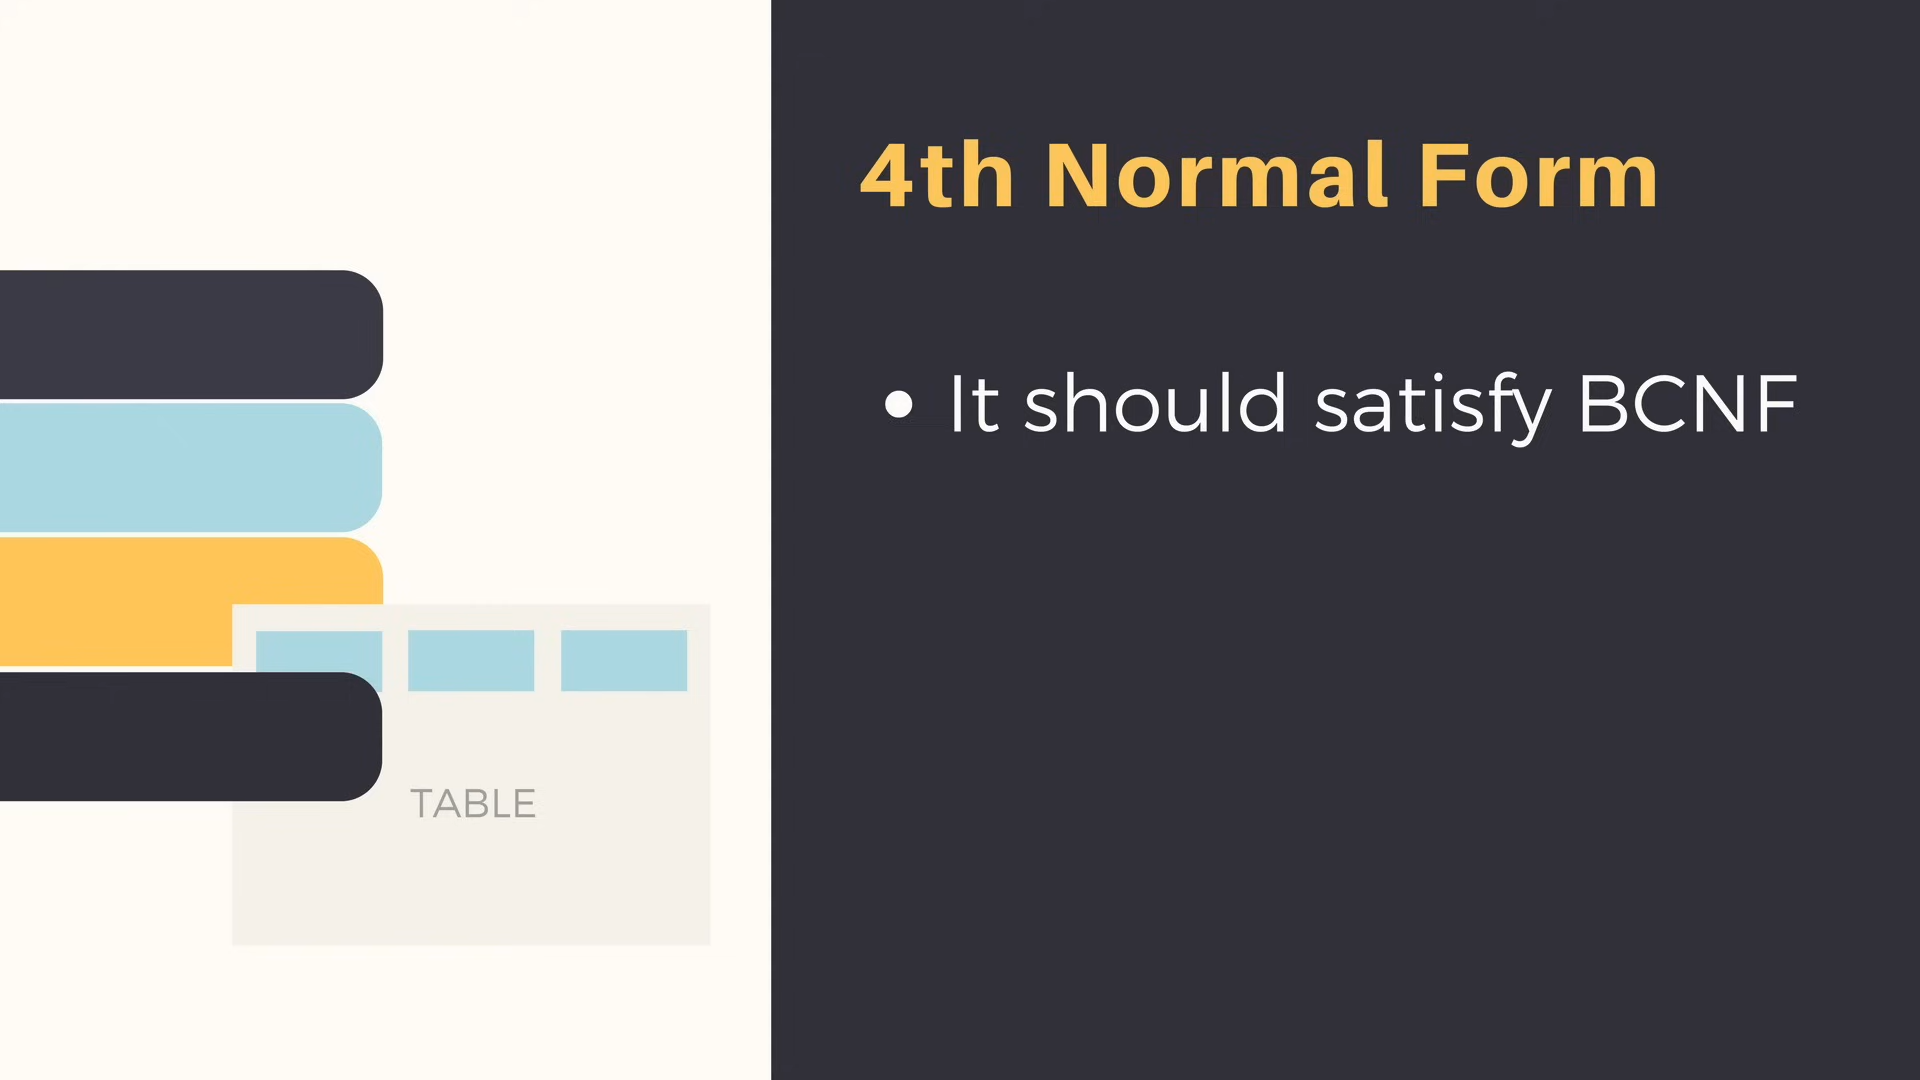 4th Normal Form
• It should satisfy BCNF
TABLE